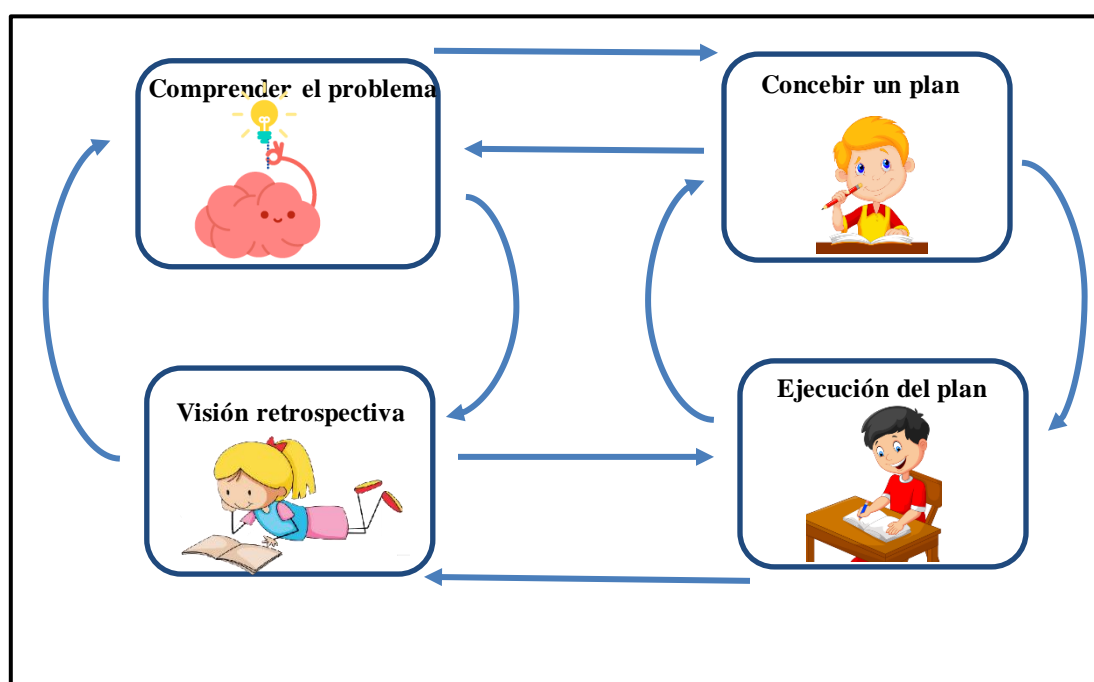 Comprender el problema
Concebir un plan
Visión retrospectiva
Ejecución del plan